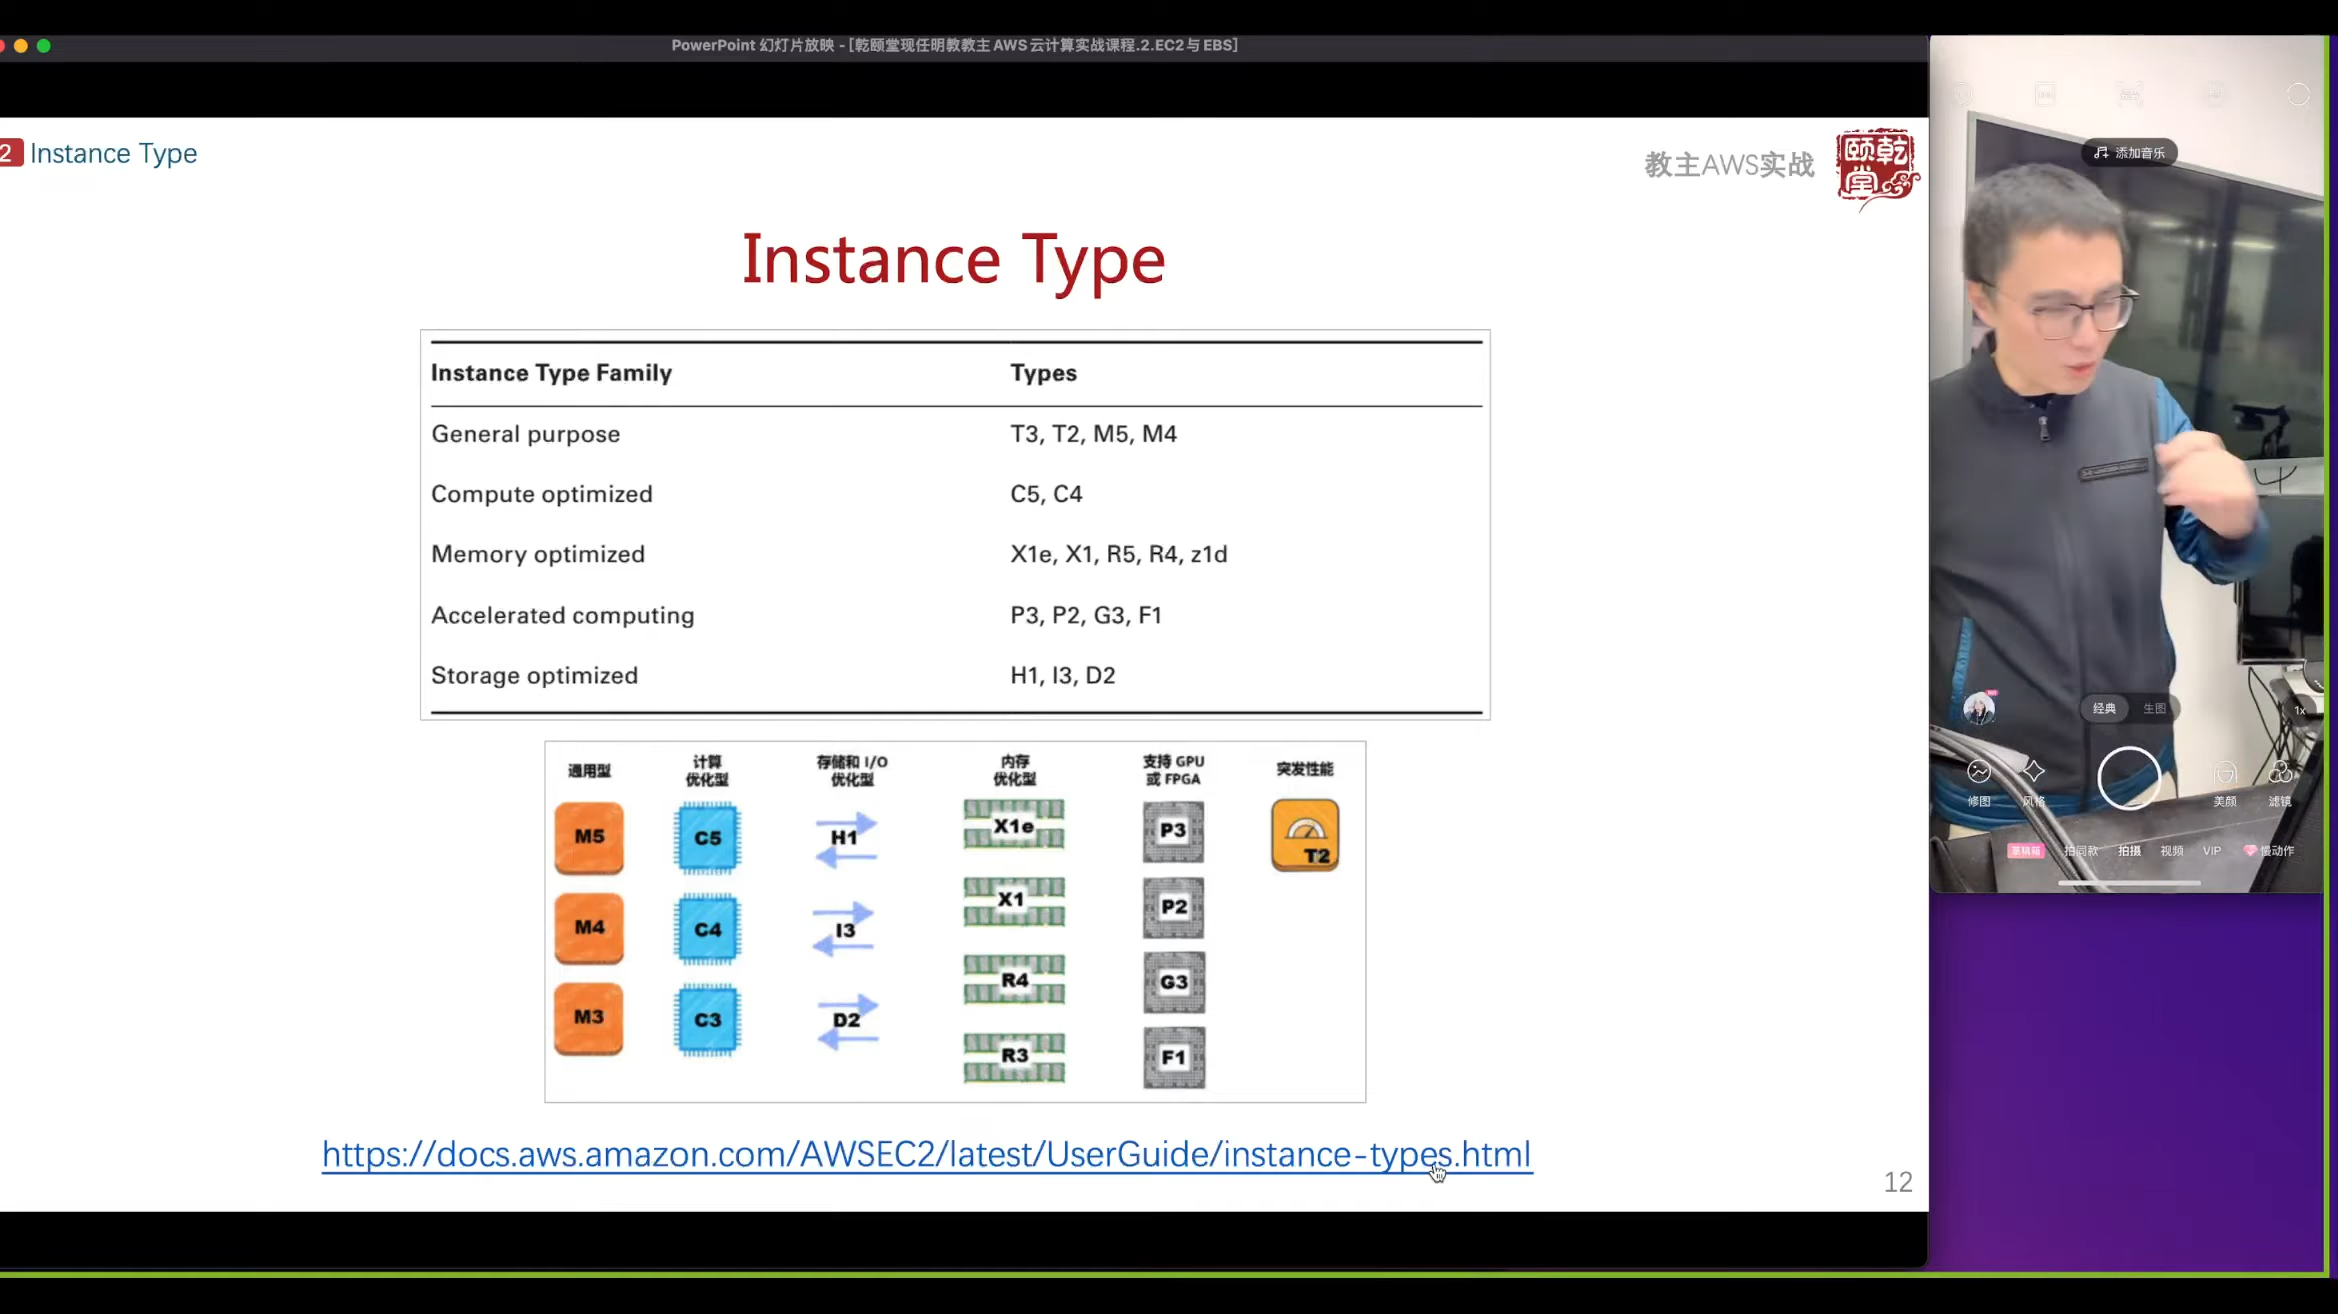 PowerPoint 幻灯片放映 - [乾颐堂现任明教教主 AWS 云计算实战课程.2.EC2 与 EBS]
2 Instance Type
教主AWS实战
颐乾堂
Instance Type
Instance Type Family Types
General purpose T3, T2, M5, M4
Compute optimized C5, C4
Memory optimized X1e, X1, R5, R4, z1d
Accelerated computing P3, P2, G3, F1
Storage optimized H1, I3, D2
通用型
M5
M4
M3
计算
优化型
C5
C4
C3
存储和 I/O
优化型
H1
I3
D2
内存
优化型
X1e
X1
R4
R3
支持 GPU
或 FPGA
P3
P2
G3
F1
突发性能
T2
https://docs.aws.amazon.com/AWSEC2/latest/UserGuide/instance-types.html
12
添加音乐
经典 生图
1x
修图 风格 美颜 滤镜
拍同款 拍摄 视频 VIP 慢动作